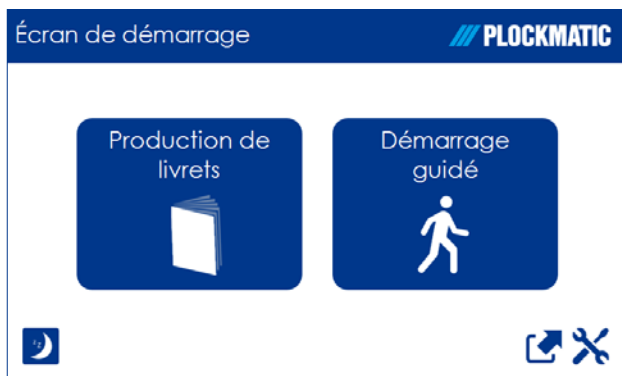 Écran de démarrage
PLOCKMATIC
Production de
livrets
Démarrage
guidé